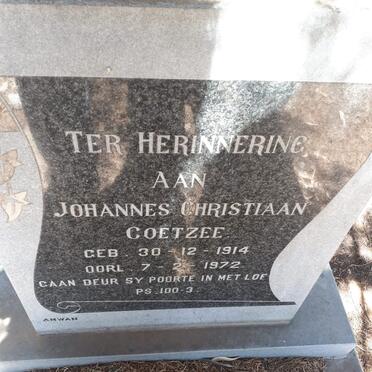 TER HERINNERING
AAN
JOHANNES CHRISTIAAN
COETZEE
GEB 30-12-1914
OORL 7-2-1972
GAAN DEUR SY POORTE IN MET LOF
PS. 100-3.